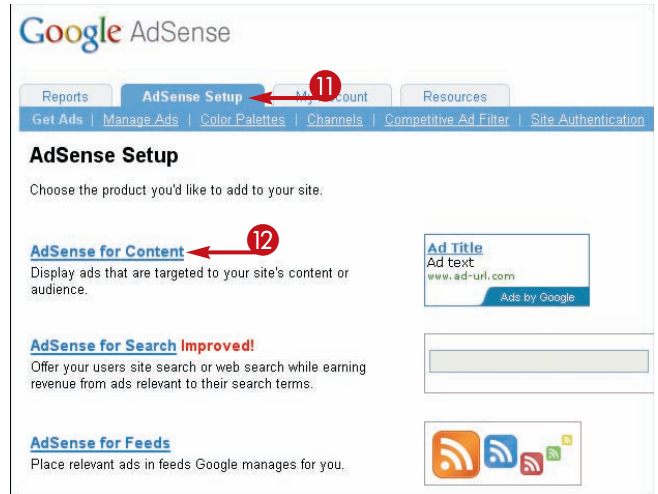 Google AdSense
Reports AdSense Setup My Account Resources
11
Get Ads | Manage Ads | Color Palettes | Channels | Competitive Ad Filter | Site Authentication
AdSense Setup
Choose the product you'd like to add to your site.
AdSense for Content
12
Display ads that are targeted to your site's content or
audience.
Ad Title
Ad text
www.ad-url.com
Ads by Google
AdSense for Search Improved!
Offer your users site search or web search while earning
revenue from ads relevant to their search terms.
AdSense for Feeds
Place relevant ads in feeds Google manages for you.